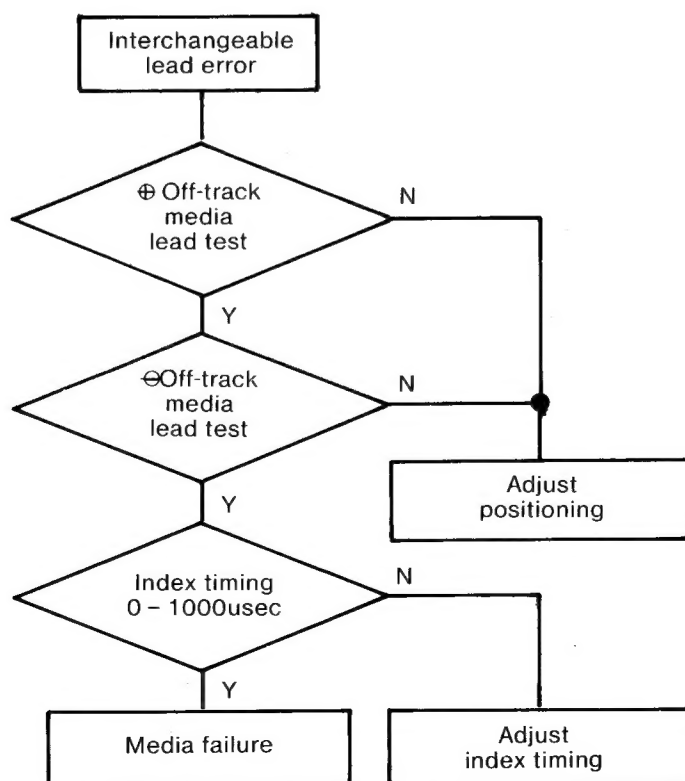 Interchangeable
lead error
⊕ Off-track
media
lead test
N
Y
⊖Off-track
media
lead test
N
Y
Adjust
positioning
Index timing
0 – 1000usec
N
Y
Media failure
Adjust
index timing